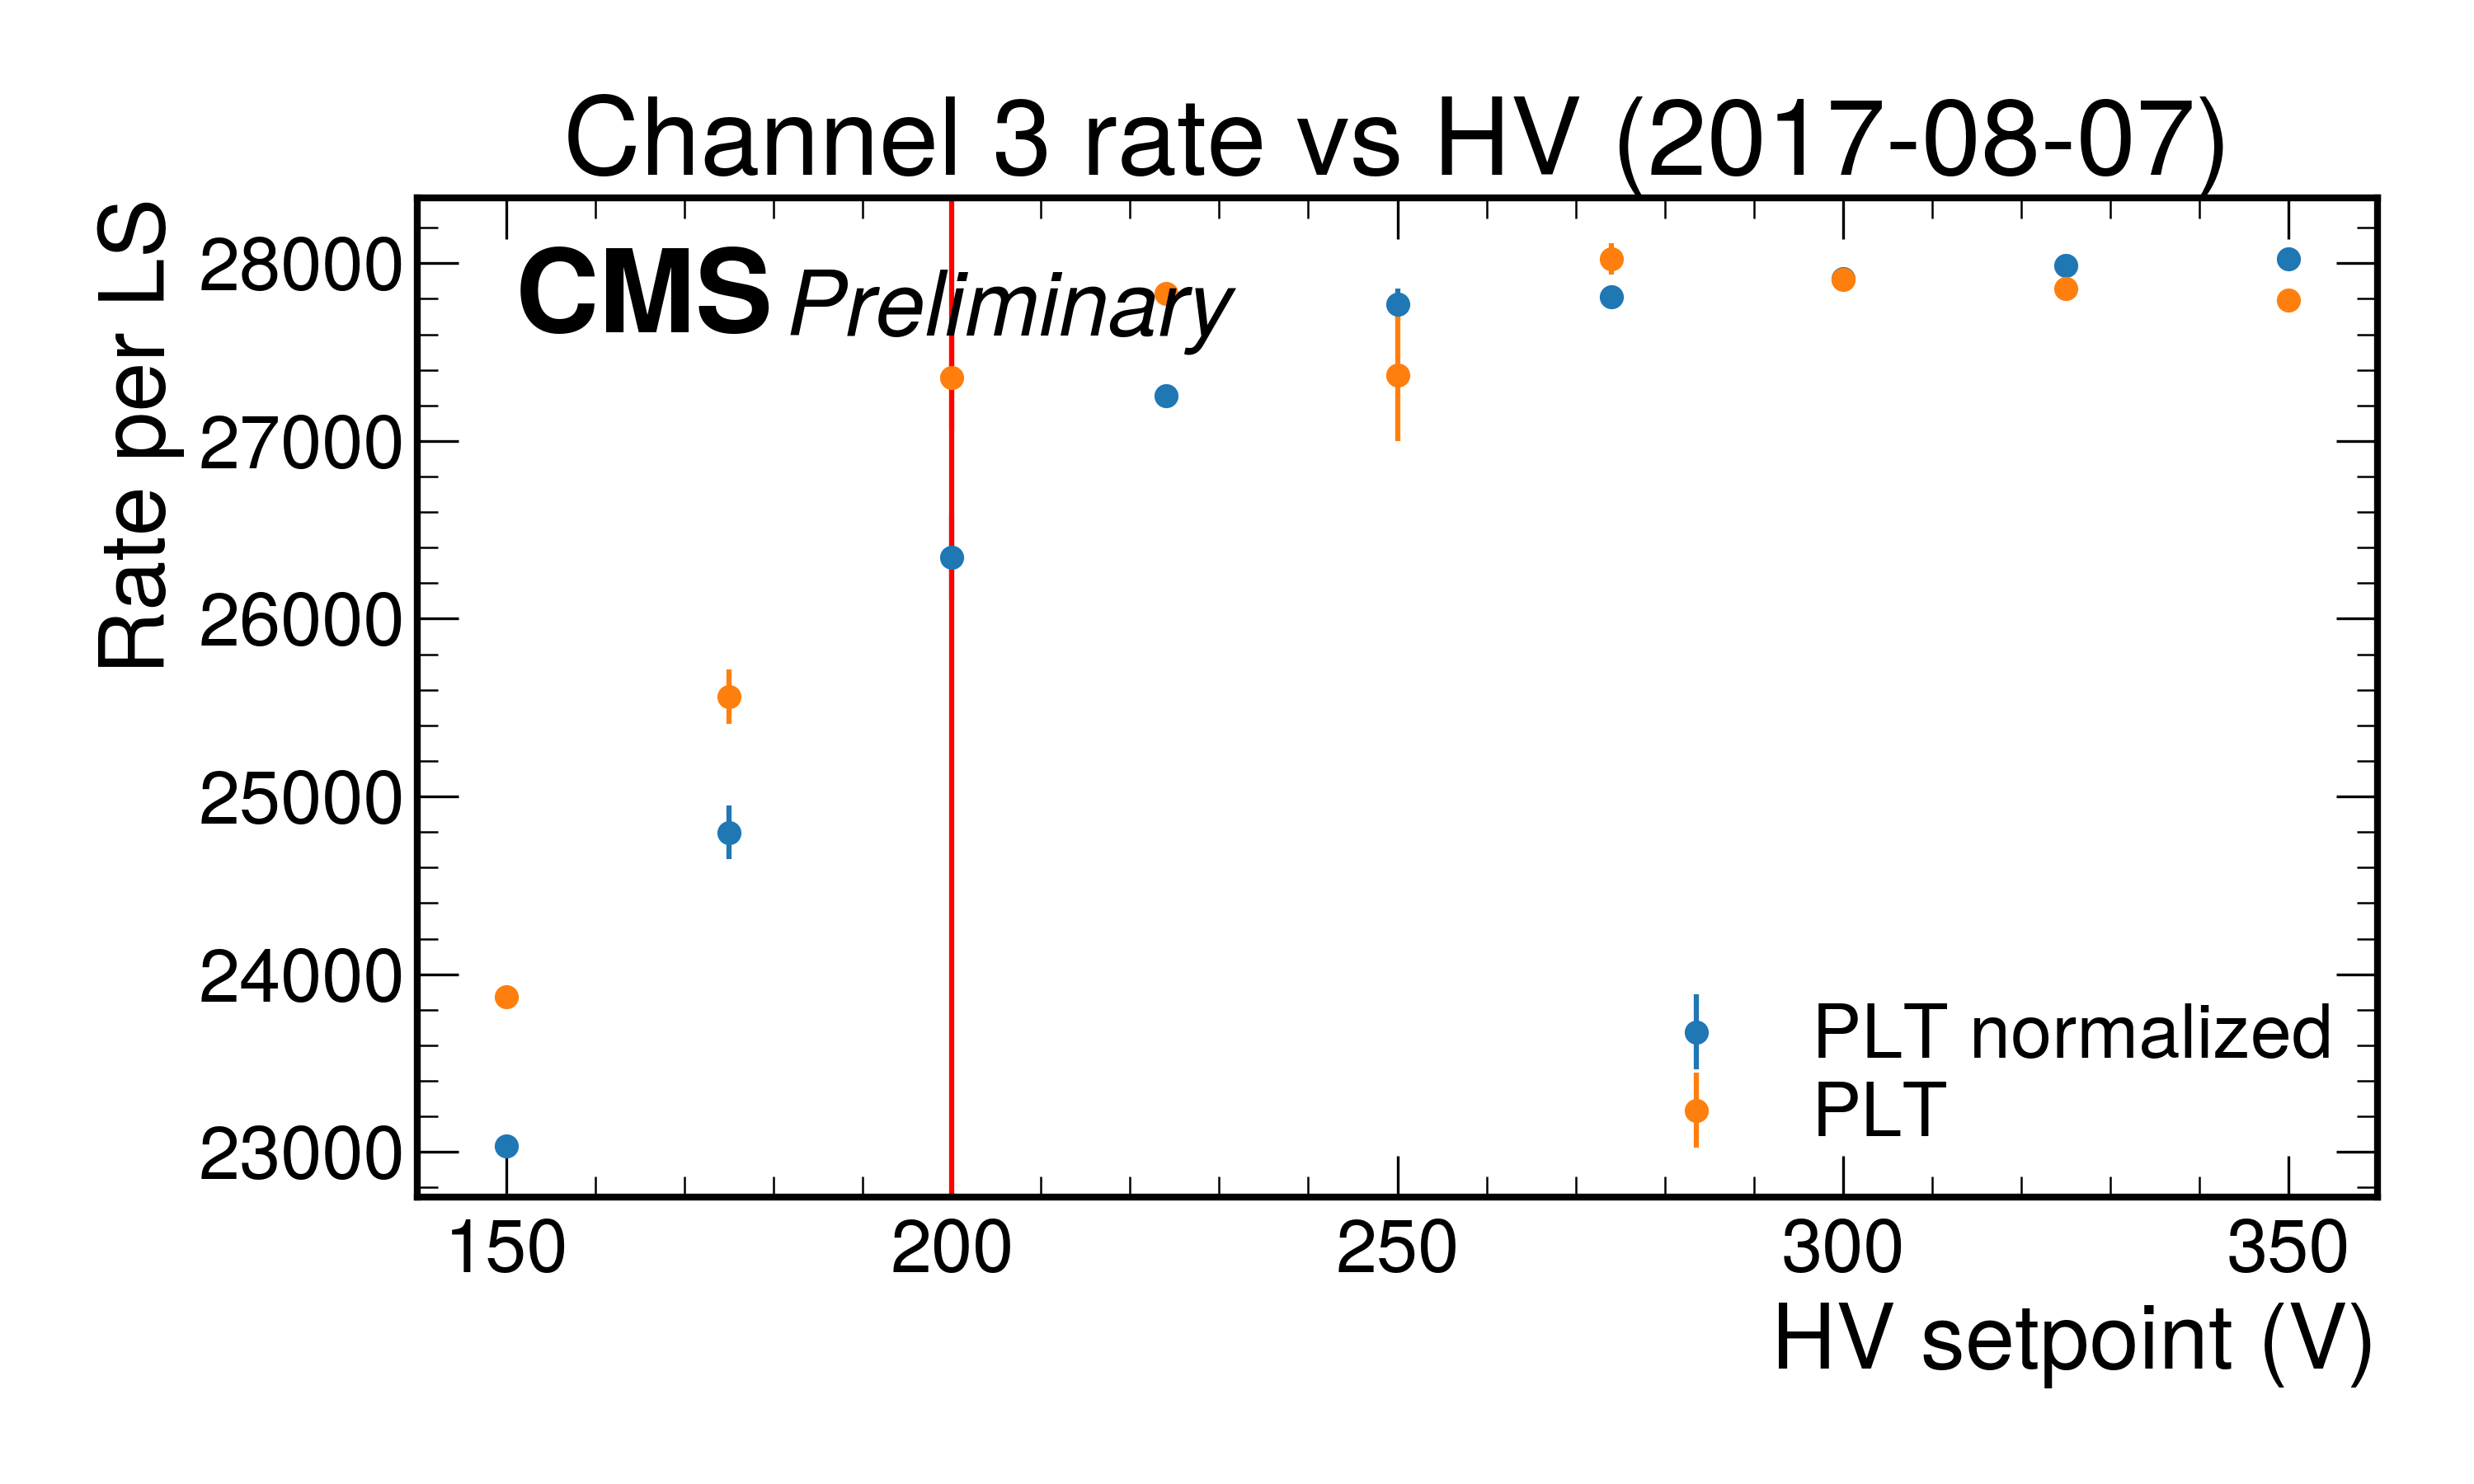 Channel 3 rate vs HV (2017-08-07)
Rate per LS
CMS Preliminary
28000
27000
26000
25000
24000
23000
PLT normalized
PLT
150 200 250 300 350
HV setpoint (V)